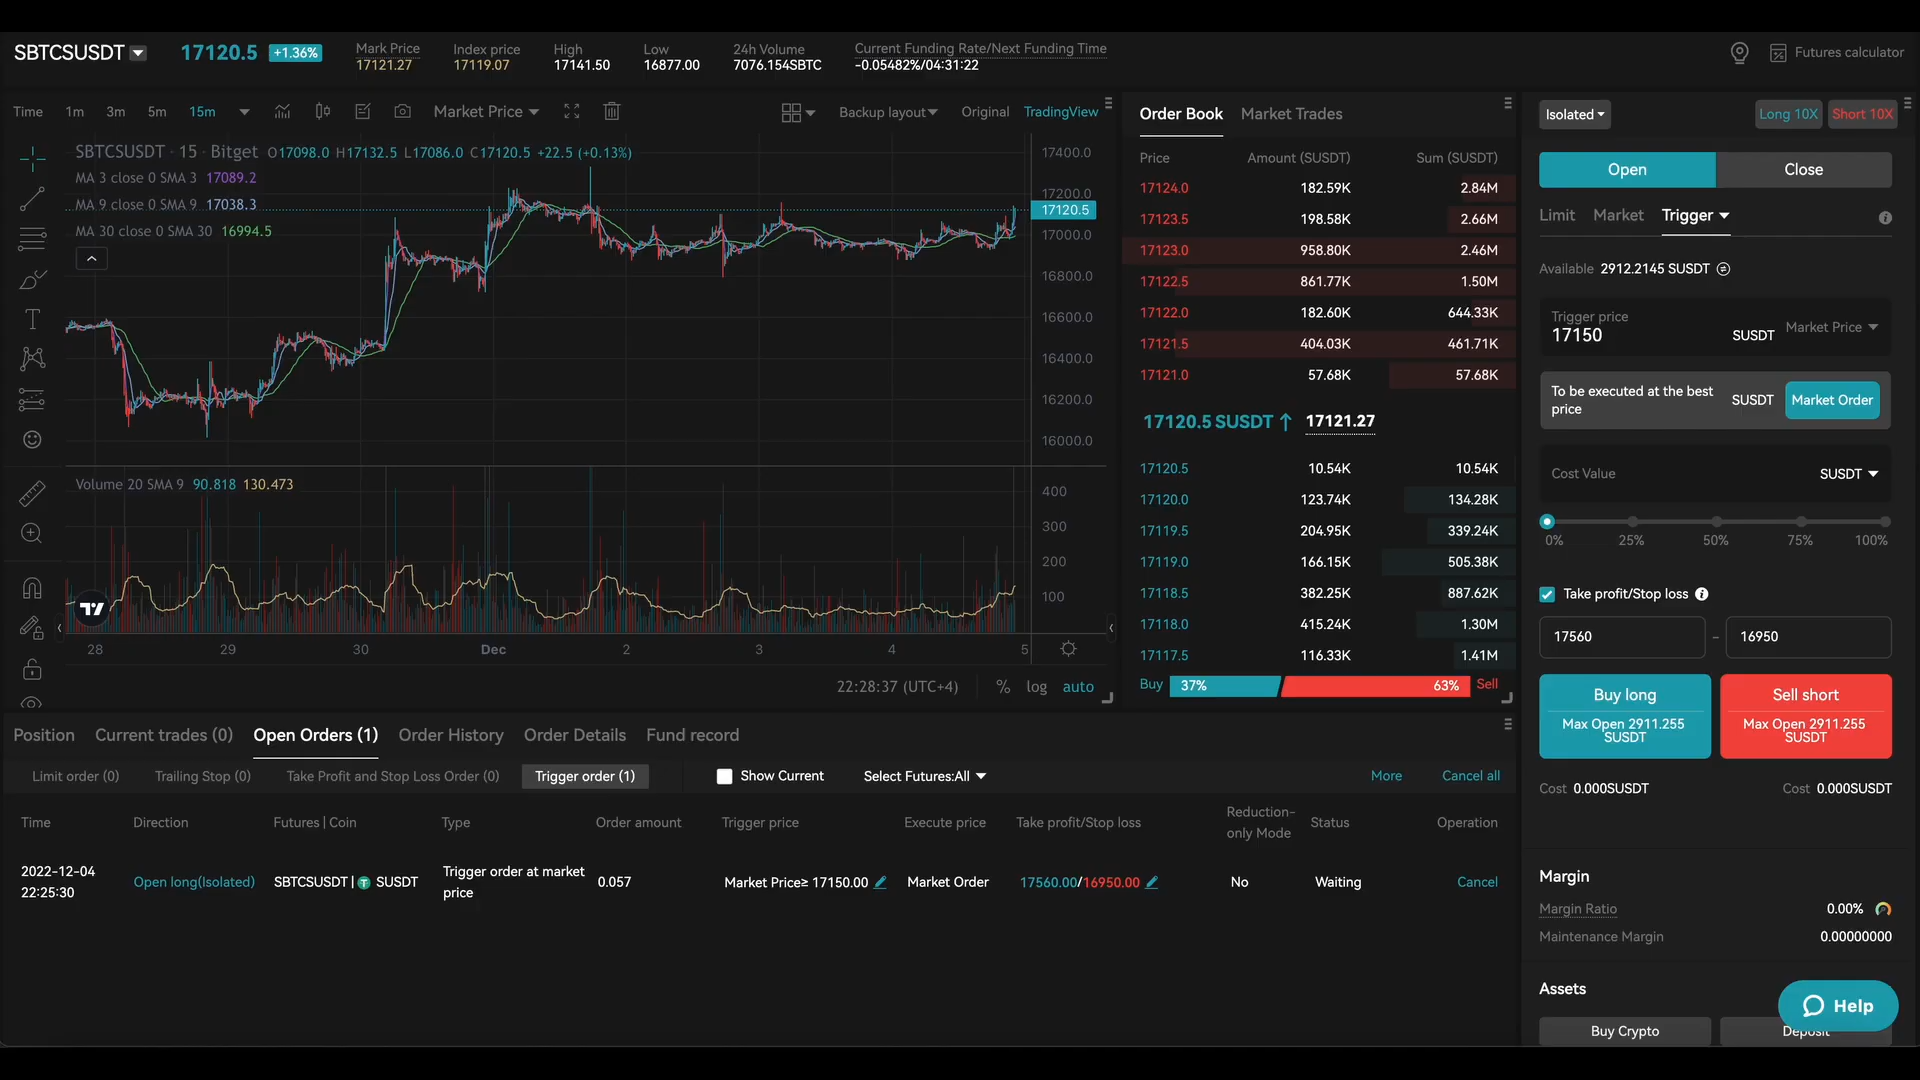 SBTCSUSDT 17120.5 +1.36% Mark Price 17121.27 Index price 17119.07 High 17141.50 Low 16877.00 24h Volume 7076.154SBTC Current Funding Rate/Next Funding Time -0.05482%/04:31:22 Futures calculator
Time 1m 3m 5m 15m Market Price Backup layout Original TradingView
SBTCSUSDT · 15 · Bitget O17098.0 H17132.5 L17086.0 C17120.5 +22.5 (+0.13%)
MA 3 close 0 SMA 3 17089.2
MA 9 close 0 SMA 9 17038.3
MA 30 close 0 SMA 30 16994.5
17400.0
17200.0
17120.5
17000.0
16800.0
16600.0
16400.0
16200.0
16000.0
Volume 20 SMA 9 90.818 130.473
400
300
200
100
28 29 30 Dec 2 3 4 5
22:28:37 (UTC+4) % log auto
Order Book Market Trades
Price Amount (SUSDT) Sum (SUSDT)
17124.0 182.59K 2.84M
17123.5 198.58K 2.66M
17123.0 958.80K 2.46M
17122.5 861.77K 1.50M
17122.0 182.60K 644.33K
17121.5 404.03K 461.71K
17121.0 57.68K 57.68K
17120.5 SUSDT ↑ 17121.27
17120.5 10.54K 10.54K
17120.0 123.74K 134.28K
17119.5 204.95K 339.24K
17119.0 166.15K 505.38K
17118.5 382.25K 887.62K
17118.0 415.24K 1.30M
17117.5 116.33K 1.41M
Buy 37% 63% Sell
Isolated Long 10X Short 10X
Open Close
Limit Market Trigger
Available 2912.2145 SUSDT
Trigger price
17150 SUSDT Market Price
To be executed at the best price SUSDT Market Order
Cost Value SUSDT
0% 25% 50% 75% 100%
Take profit/Stop loss
17560 - 16950
Buy long Sell short
Max Open 2911.255 SUSDT Max Open 2911.255 SUSDT
Cost 0.000SUSDT Cost 0.000SUSDT
Margin
Margin Ratio 0.00%
Maintenance Margin 0.00000000
Assets
Buy Crypto Deposit
Help
Position Current trades (0) Open Orders (1) Order History Order Details Fund record
Limit order (0) Trailing Stop (0) Take Profit and Stop Loss Order (0) Trigger order (1) Show Current Select Futures:All More Cancel all
Time Direction Futures | Coin Type Order amount Trigger price Execute price Take profit/Stop loss Reduction-only Mode Status Operation
2022-12-04 22:25:30 Open long(Isolated) SBTCSUSDT | SUSDT Trigger order at market price 0.057 Market Price≥ 17150.00 Market Order 17560.00/16950.00 No Waiting Cancel